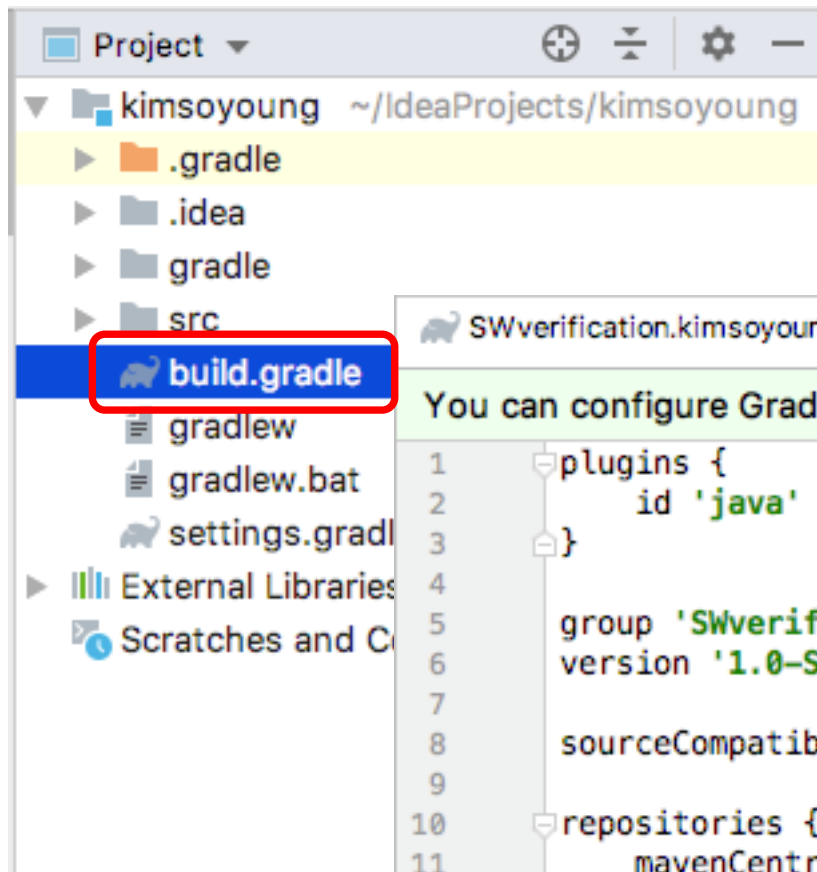 Project
kimsoyoung ~/IdeaProjects/kimsoyoung
.gradle
.idea
gradle
src
build.gradle
gradlew
gradlew.bat
settings.gradl
External Libraries
Scratches and C
SWverification.kimsoyour
You can configure Grad
1 plugins {
2 id 'java'
3 }
4
5 group 'SWverif
6 version '1.0-S
7
8 sourceCompatib
9
10 repositories {
11 mavenCentr